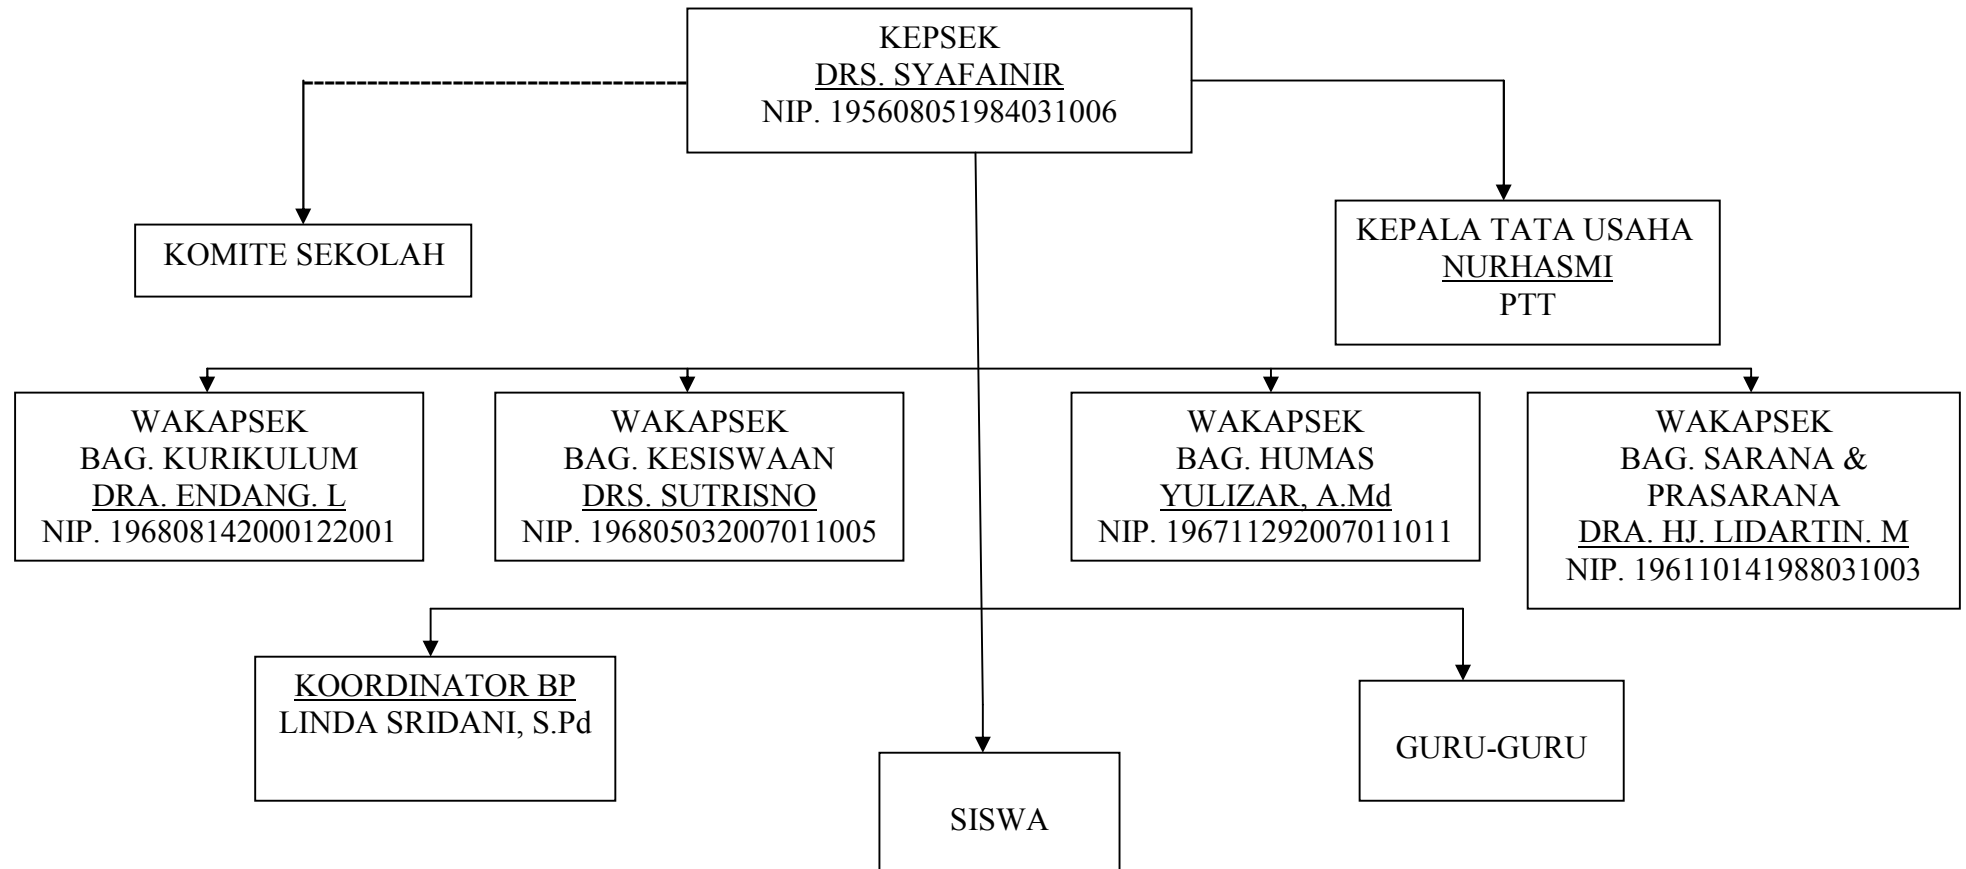 KEPSEK
DRS. SYAFAINIR
NIP. 195608051984031006
KOMITE SEKOLAH
KEPALA TATA USAHA
NURHASMI
PTT
WAKAPSEK
BAG. KURIKULUM
DRA. ENDANG. L
NIP. 196808142000122001
WAKAPSEK
BAG. KESISWAAN
DRS. SUTRISNO
NIP. 196805032007011005
WAKAPSEK
BAG. HUMAS
YULIZAR, A.Md
NIP. 196711292007011011
WAKAPSEK
BAG. SARANA &
PRASARANA
DRA. HJ. LIDARTIN. M
NIP. 196110141988031003
KOORDINATOR BP
LINDA SRIDANI, S.Pd
GURU-GURU
SISWA